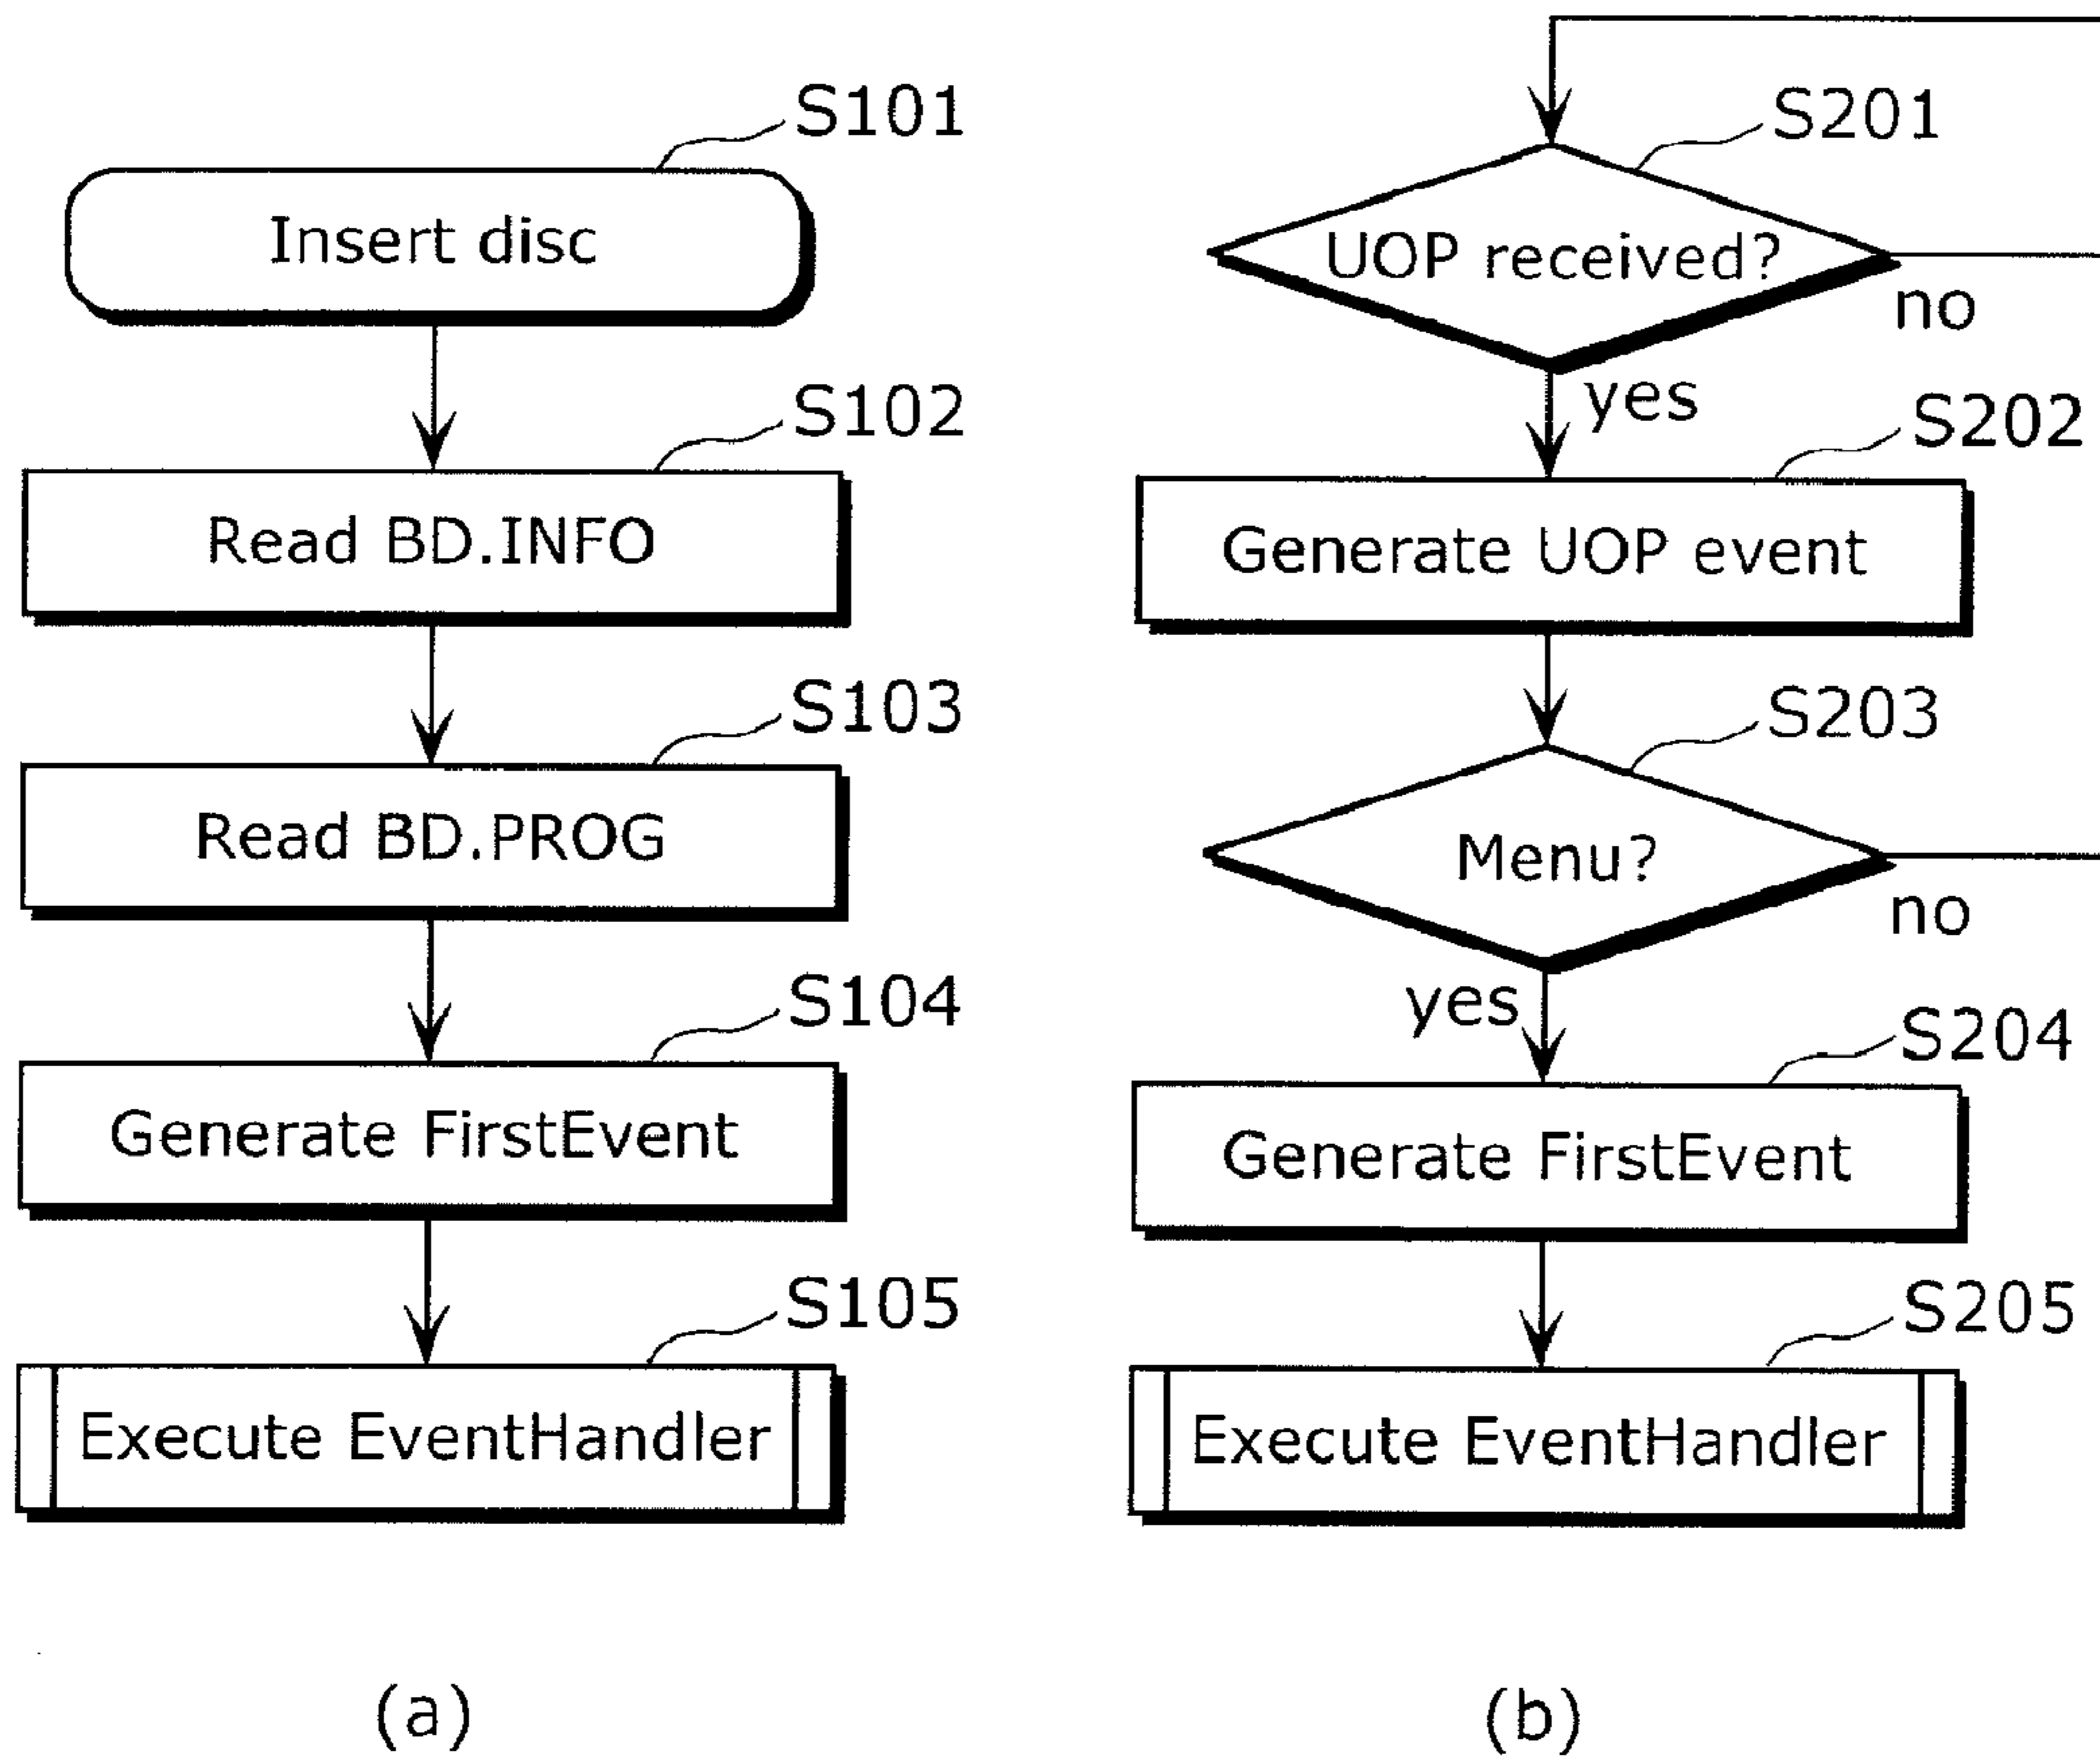 S101
Insert disc
S102
Read BD.INFO
S103
Read BD.PROG
S104
Generate FirstEvent
S105
Execute EventHandler
(a)
S201
UOP received?
no
yes
S202
Generate UOP event
S203
Menu?
no
yes
S204
Generate FirstEvent
S205
Execute EventHandler
(b)